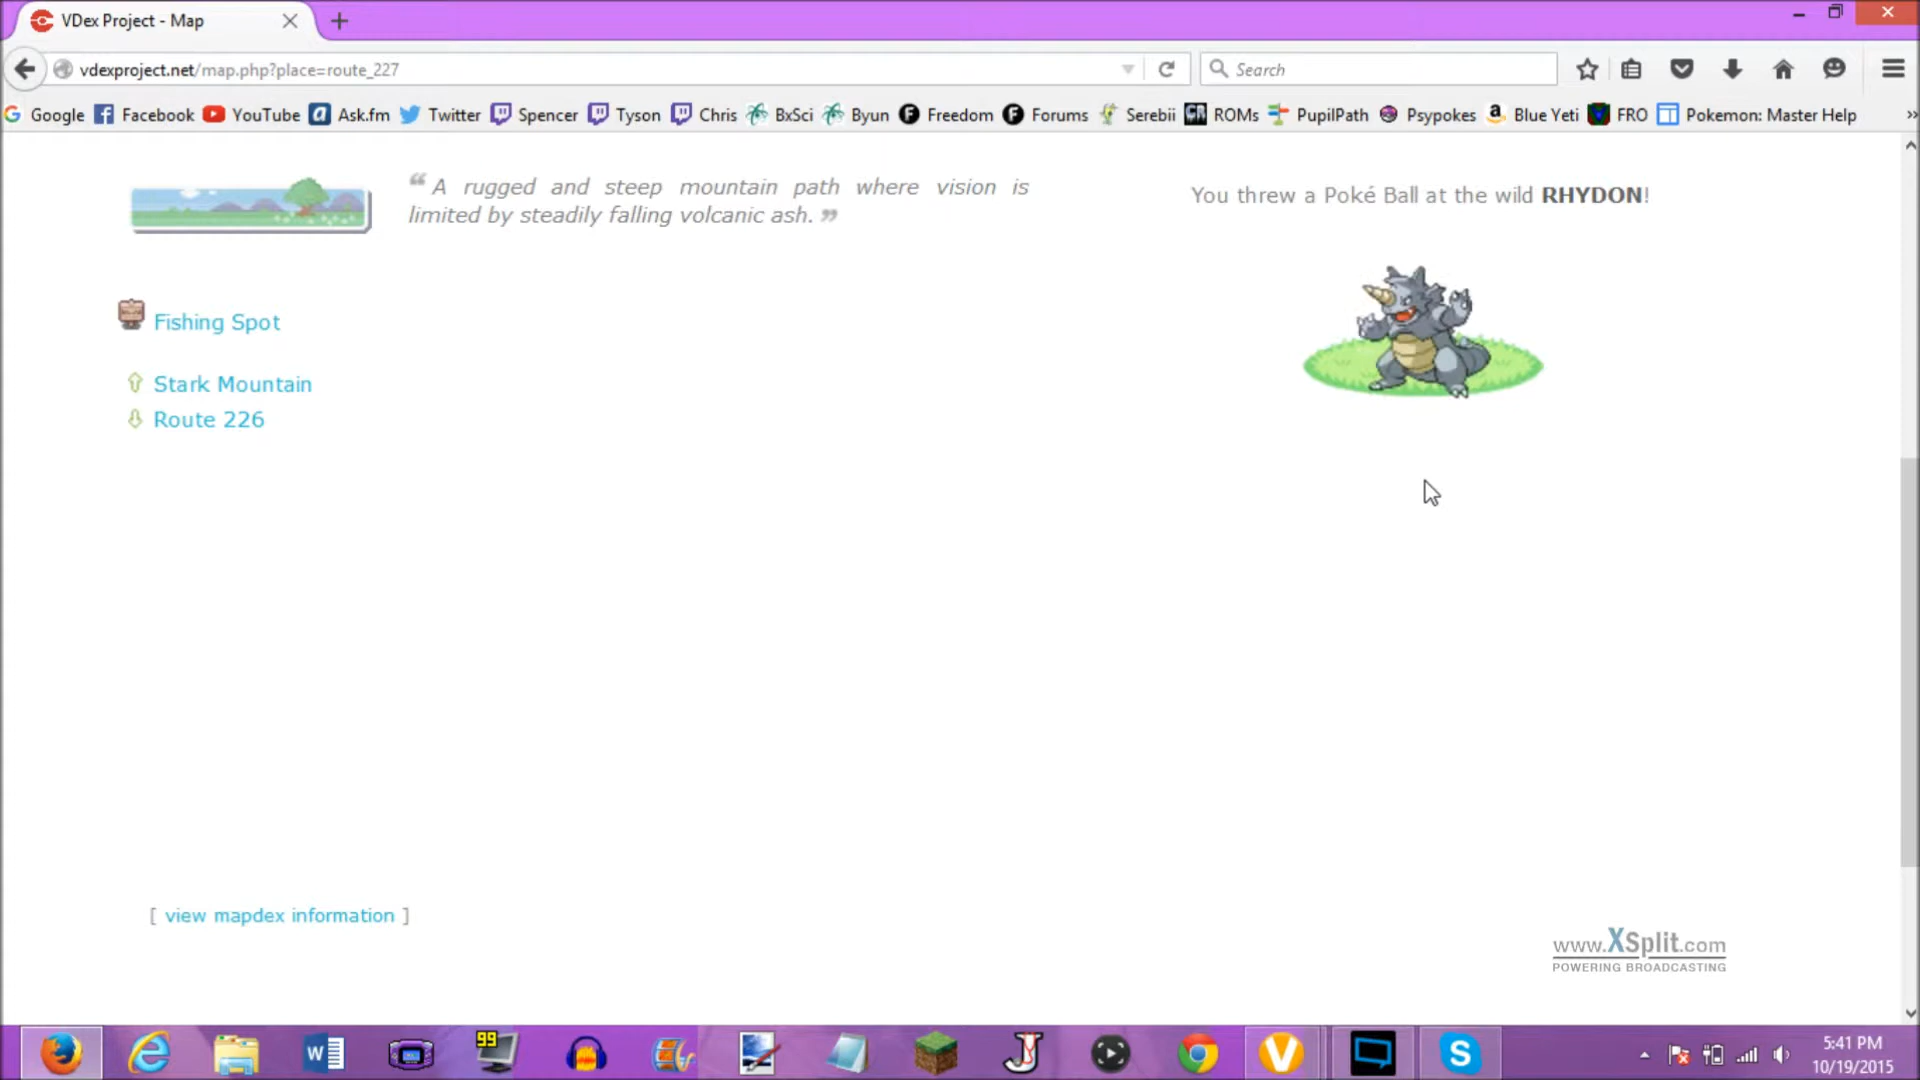 VDex Project - Map
vdexproject.net/map.php?place=route_227
Search
Google Facebook YouTube Ask.fm Twitter Spencer Tyson Chris BxSci Byun Freedom Forums Serebii ROMs PupilPath Psypokes Blue Yeti FRO Pokemon: Master Help
❝ A rugged and steep mountain path where vision is
limited by steadily falling volcanic ash. ❞
You threw a Poké Ball at the wild RHYDON!
Fishing Spot
Stark Mountain
Route 226
[ view mapdex information ]
www.XSplit.com
POWERING BROADCASTING
99
5:41 PM
10/19/2015